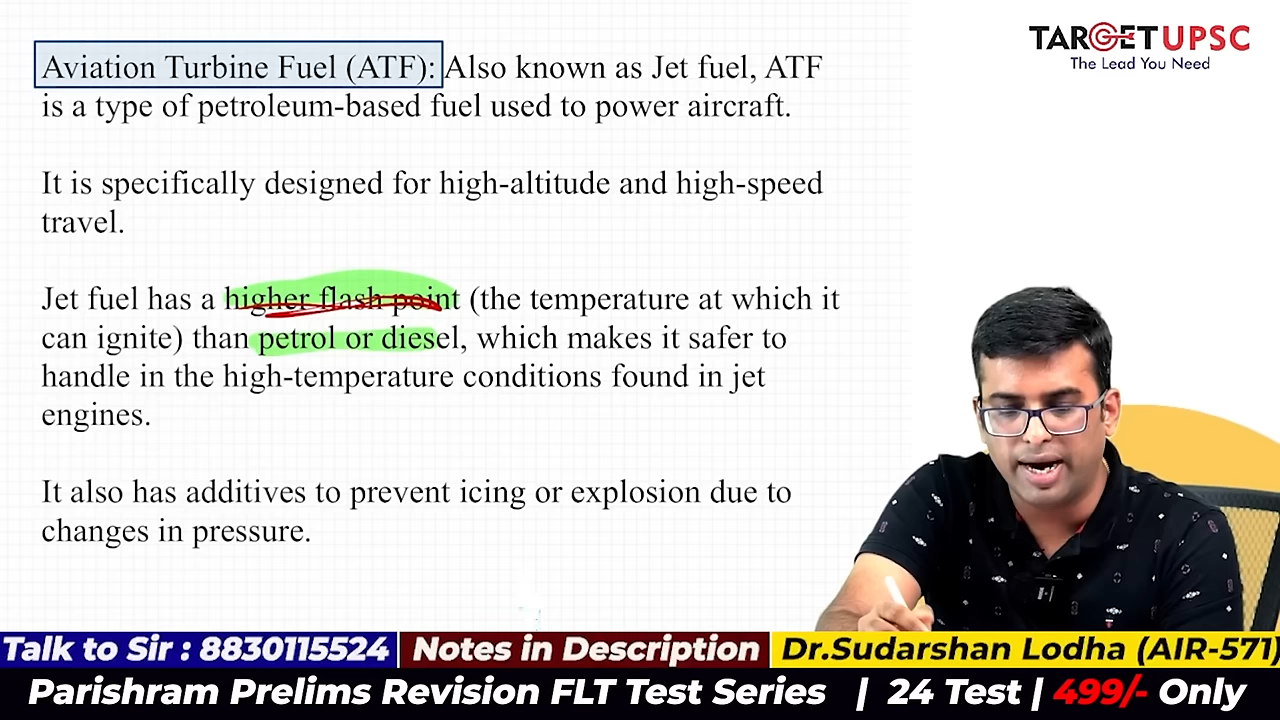 TARGET UPSC
The Lead You Need
Aviation Turbine Fuel (ATF): Also known as Jet fuel, ATF
is a type of petroleum-based fuel used to power aircraft.
It is specifically designed for high-altitude and high-speed
travel.
Jet fuel has a higher flash point (the temperature at which it
can ignite) than petrol or diesel, which makes it safer to
handle in the high-temperature conditions found in jet
engines.
It also has additives to prevent icing or explosion due to
changes in pressure.
Talk to Sir : 8830115524 Notes in Description Dr.Sudarshan Lodha (AIR-571)
Parishram Prelims Revision FLT Test Series | 24 Test | 499/- Only